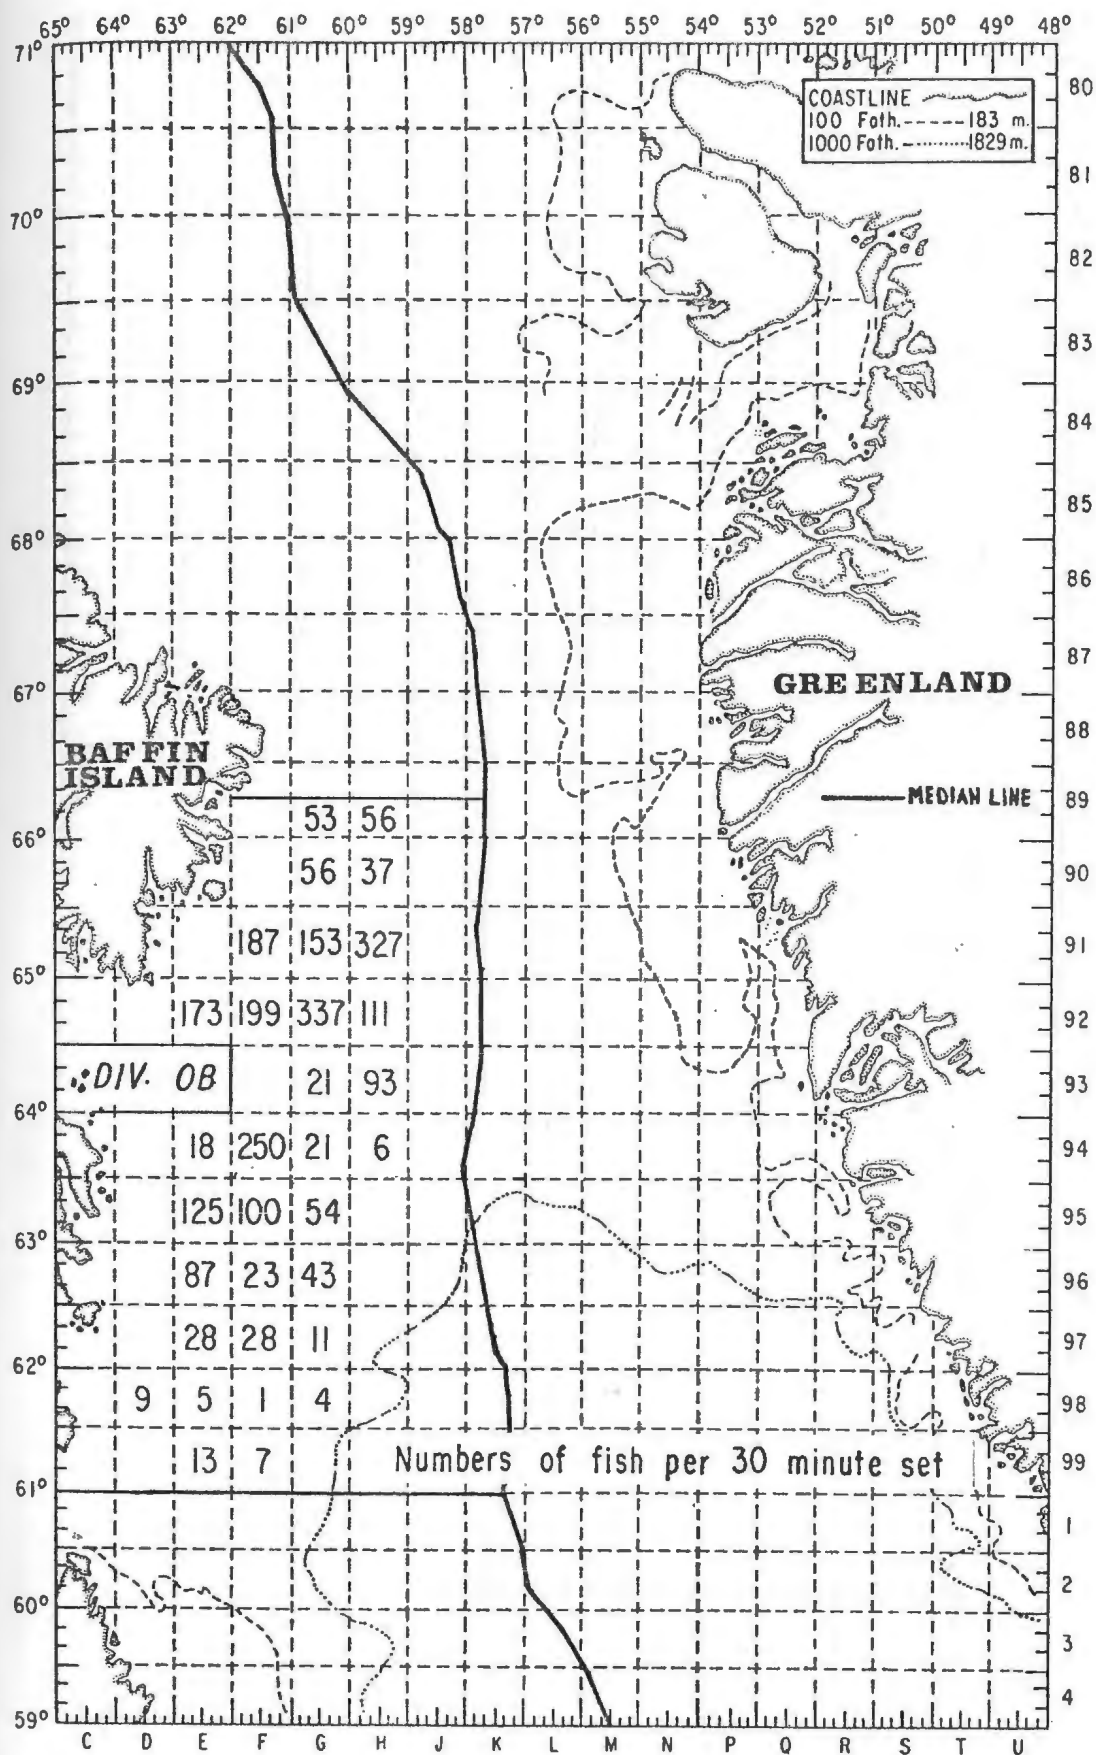 65° 64° 63° 62° 61° 60° 59° 58° 57° 56° 55° 54° 53° 52° 51° 50° 49° 48°
71°
COASTLINE
100 Foth. 183 m.
1000 Foth. 1829 m.
80
81
70°
82
83
69°
84
85
68°
86
87
67°
GREENLAND
88
BAFFIN
ISLAND
MEDIAN LINE
89
53 56
66°
56 37
90
187 153 327
91
65°
173 199 337 111
92
DIV. OB
21 93
93
64°
18 250 21 6
94
125 100 54
95
63°
87 23 43
96
28 28 11
97
62°
9 5 1 4
98
13 7
Numbers of fish per 30 minute set
99
61°
1
2
60°
3
4
59°
C D E F G H J K L M N P Q R S T U